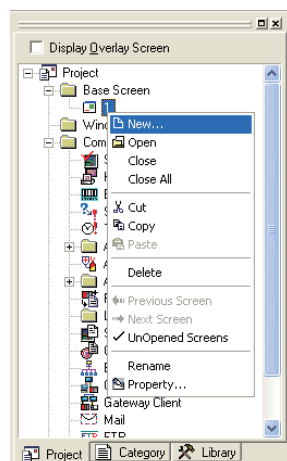 Display Overlay Screen
Project
Base Screen
1
New...
Open
Close
Close All
Cut
Copy
Paste
Delete
Previous Screen
Next Screen
UnOpened Screens
Rename
Property...
Gateway Client
Mail
FTP
Project
Category
Library